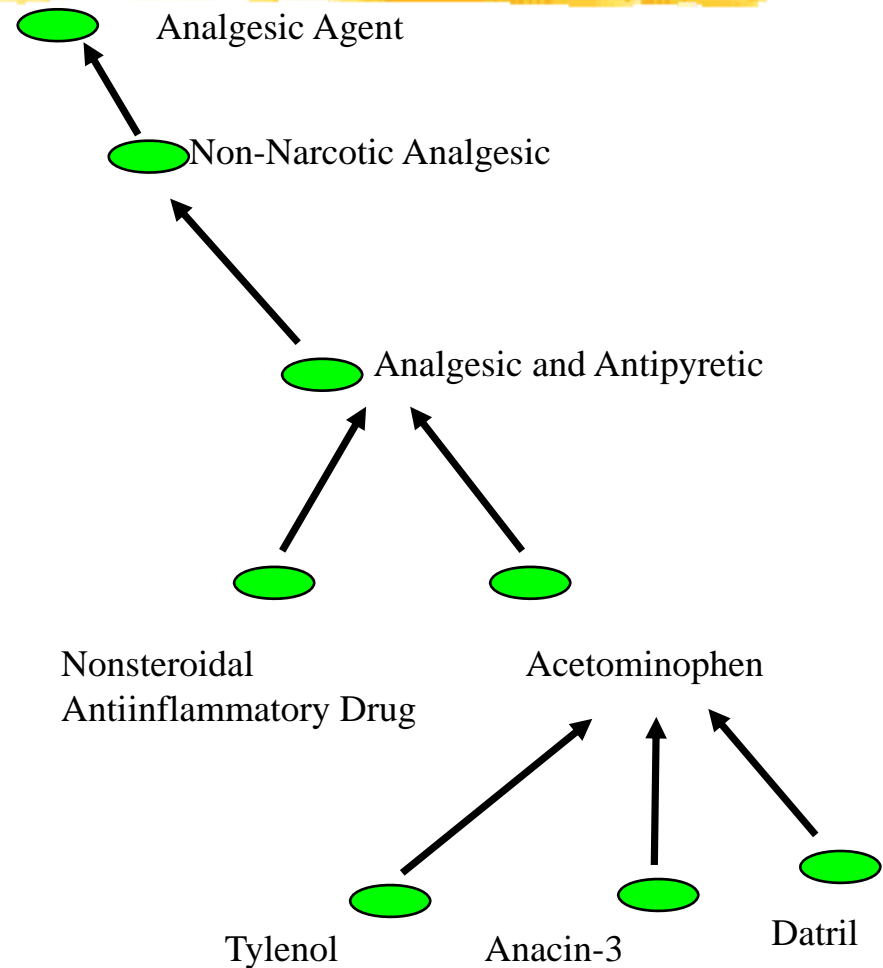 Analgesic Agent
Non-Narcotic Analgesic
Analgesic and Antipyretic
Nonsteroidal
Antiinflammatory Drug
Acetominophen
Tylenol
Anacin-3
Datril